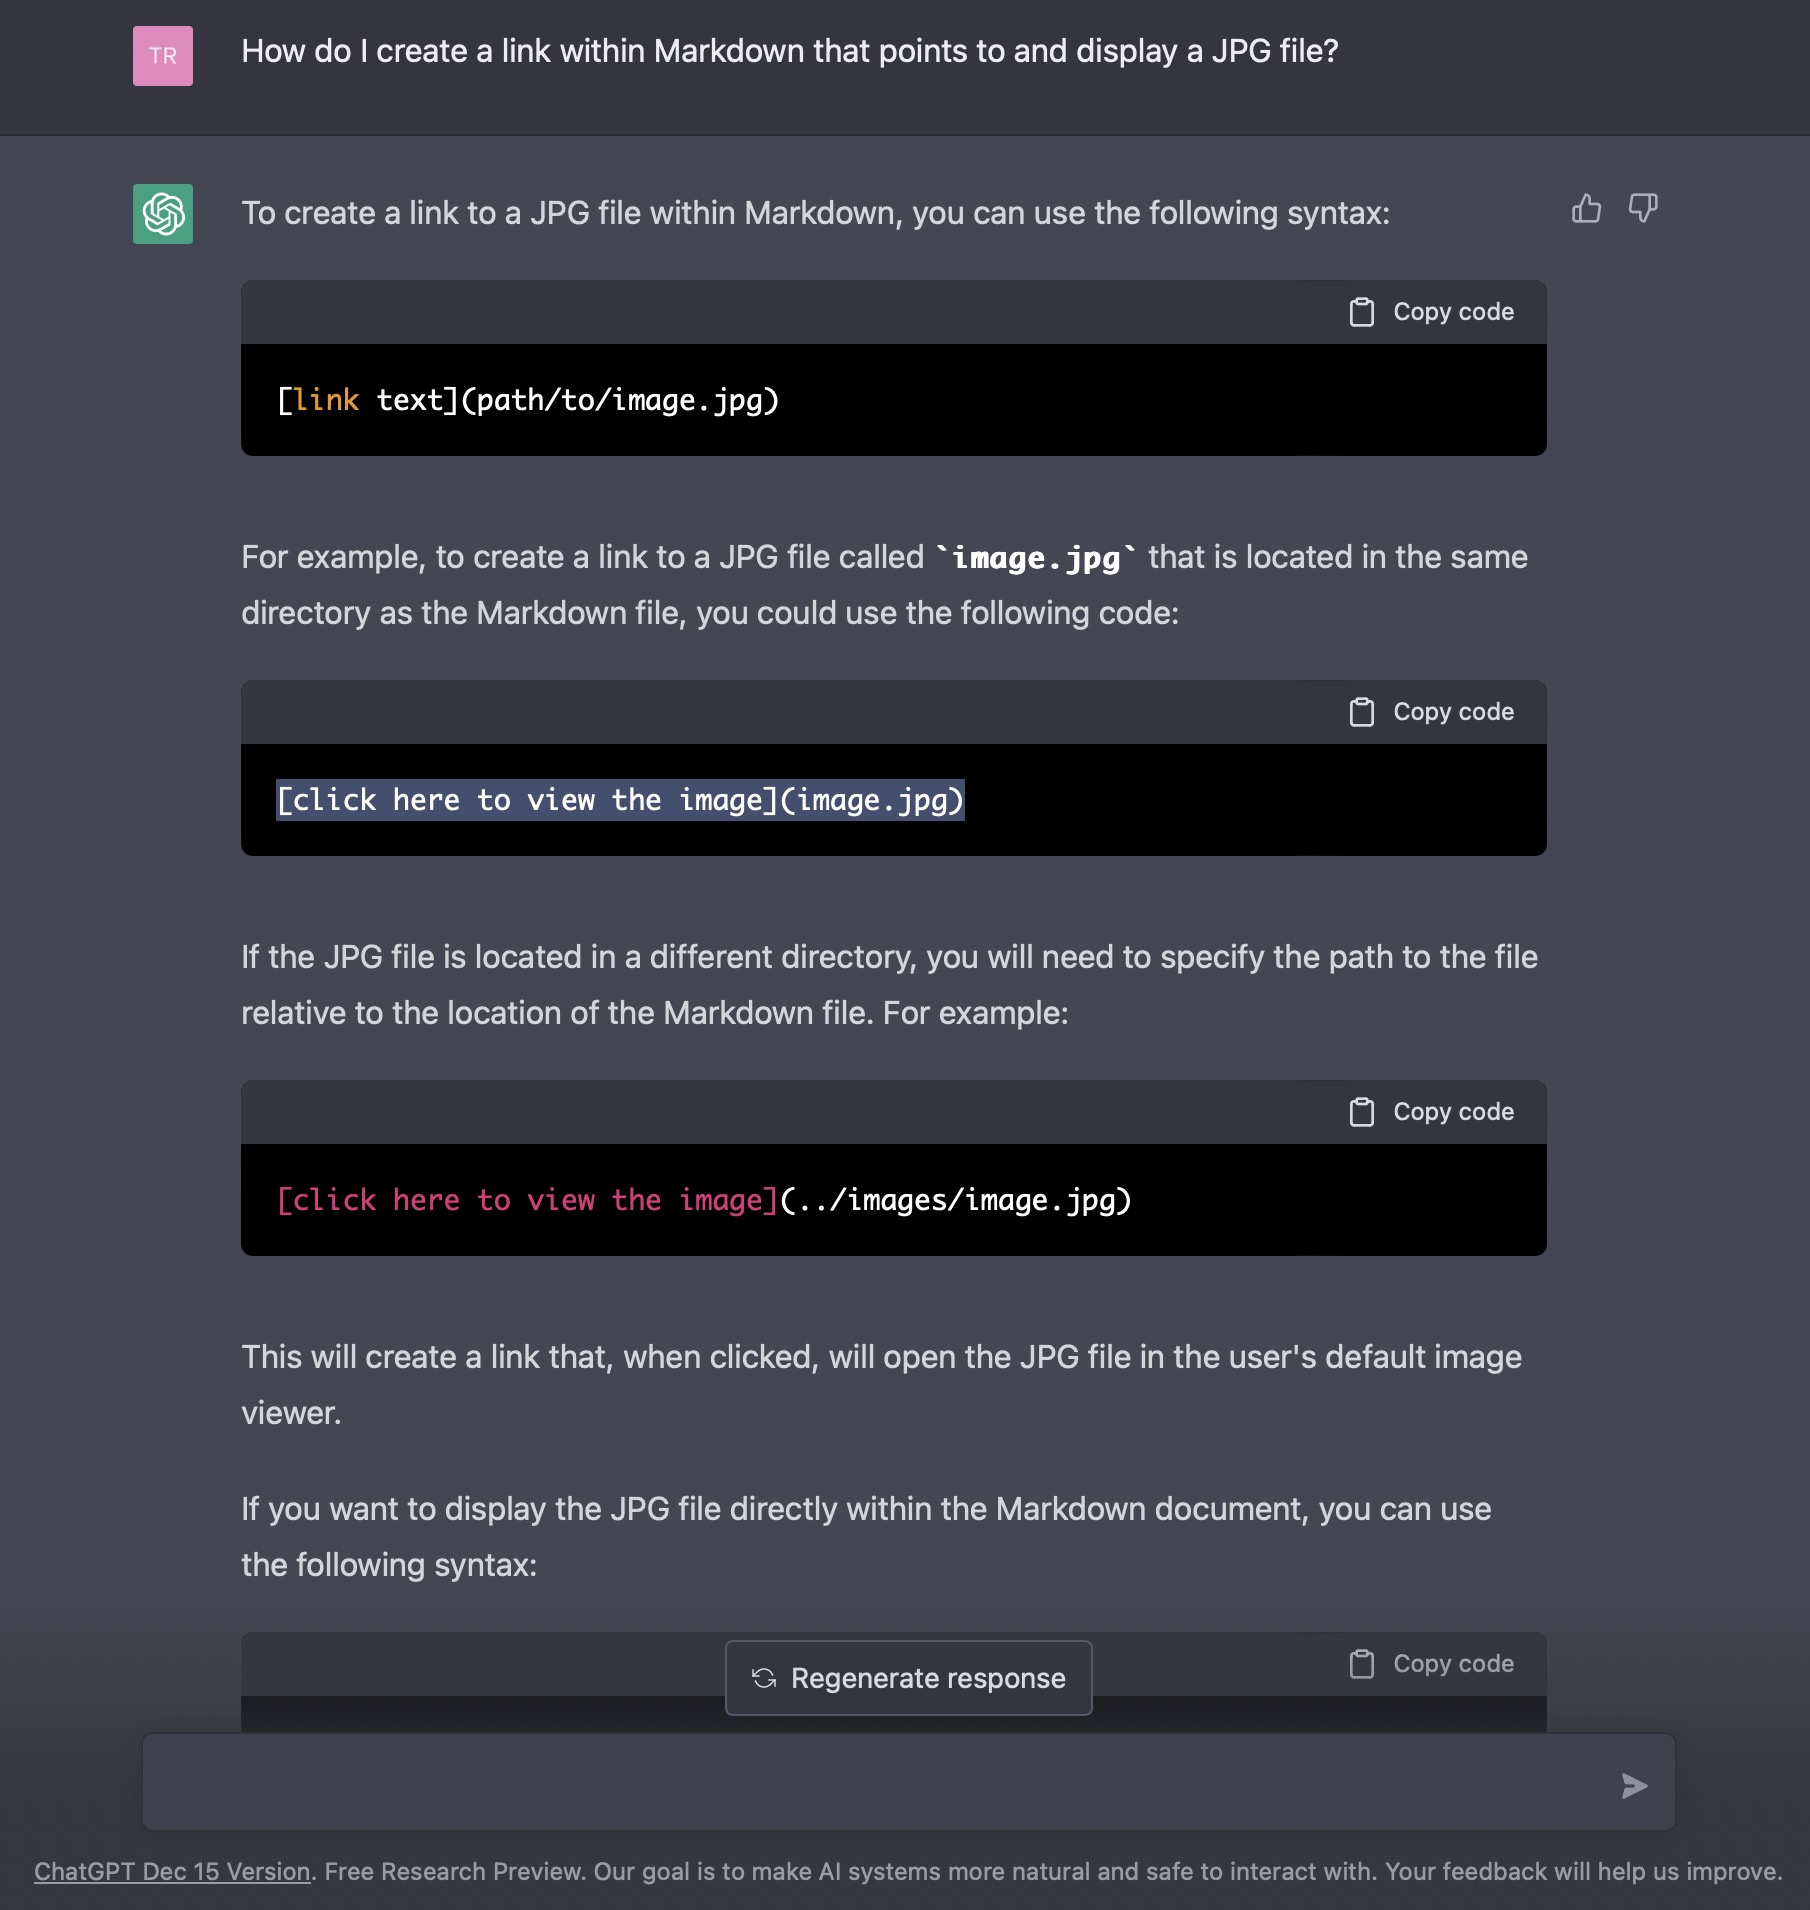 TR
How do I create a link within Markdown that points to and display a JPG file?
To create a link to a JPG file within Markdown, you can use the following syntax:
Copy code
[link text](path/to/image.jpg)
For example, to create a link to a JPG file called `image.jpg` that is located in the same
directory as the Markdown file, you could use the following code:
Copy code
[click here to view the image](image.jpg)
If the JPG file is located in a different directory, you will need to specify the path to the file
relative to the location of the Markdown file. For example:
Copy code
[click here to view the image](../images/image.jpg)
This will create a link that, when clicked, will open the JPG file in the user's default image
viewer.
If you want to display the JPG file directly within the Markdown document, you can use
the following syntax:
Copy code
Regenerate response
ChatGPT Dec 15 Version. Free Research Preview. Our goal is to make AI systems more natural and safe to interact with. Your feedback will help us improve.